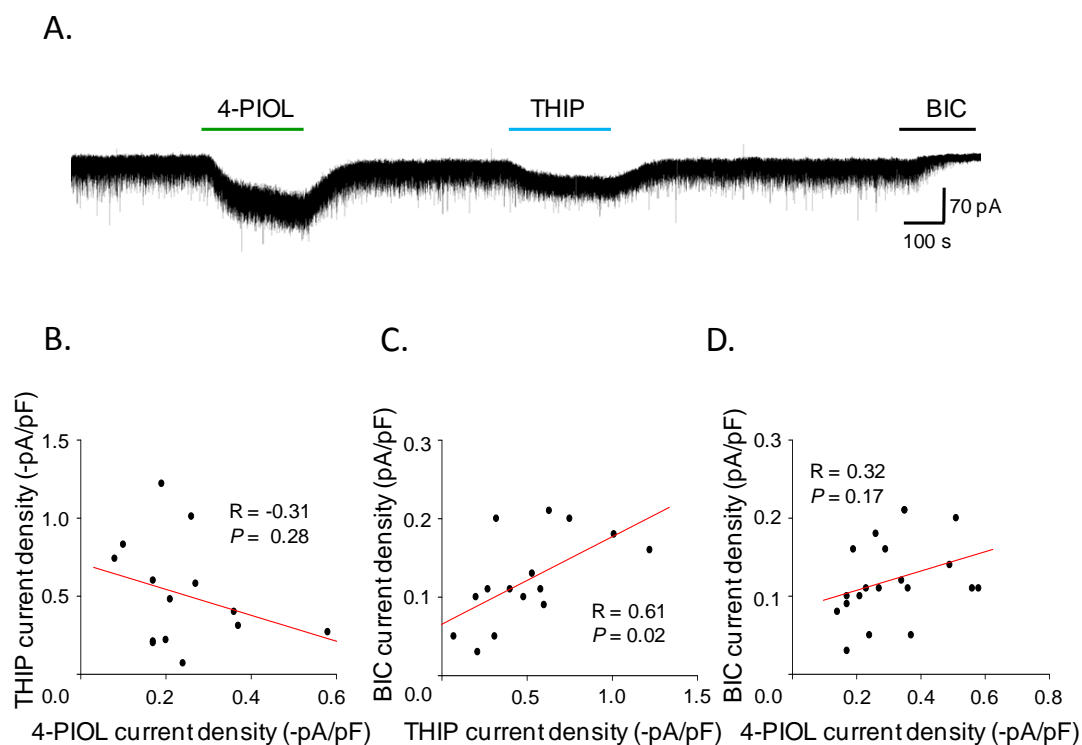 A.
4-PIOL
THIP
BIC
70 pA
100 s
B.
C.
D.
THIP current density (-pA/pF)
1.5
1.0
0.5
0.0
0.2
0.4
0.6
R = -0.31
P = 0.28
4-PIOL current density (-pA/pF)
BIC current density (pA/pF)
0.3
0.2
0.1
0.0
0.5
1.0
1.5
R = 0.61
P = 0.02
THIP current density (-pA/pF)
BIC current density (pA/pF)
0.3
0.2
0.1
0.0
0.2
0.4
0.6
0.8
R = 0.32
P = 0.17
4-PIOL current density (-pA/pF)